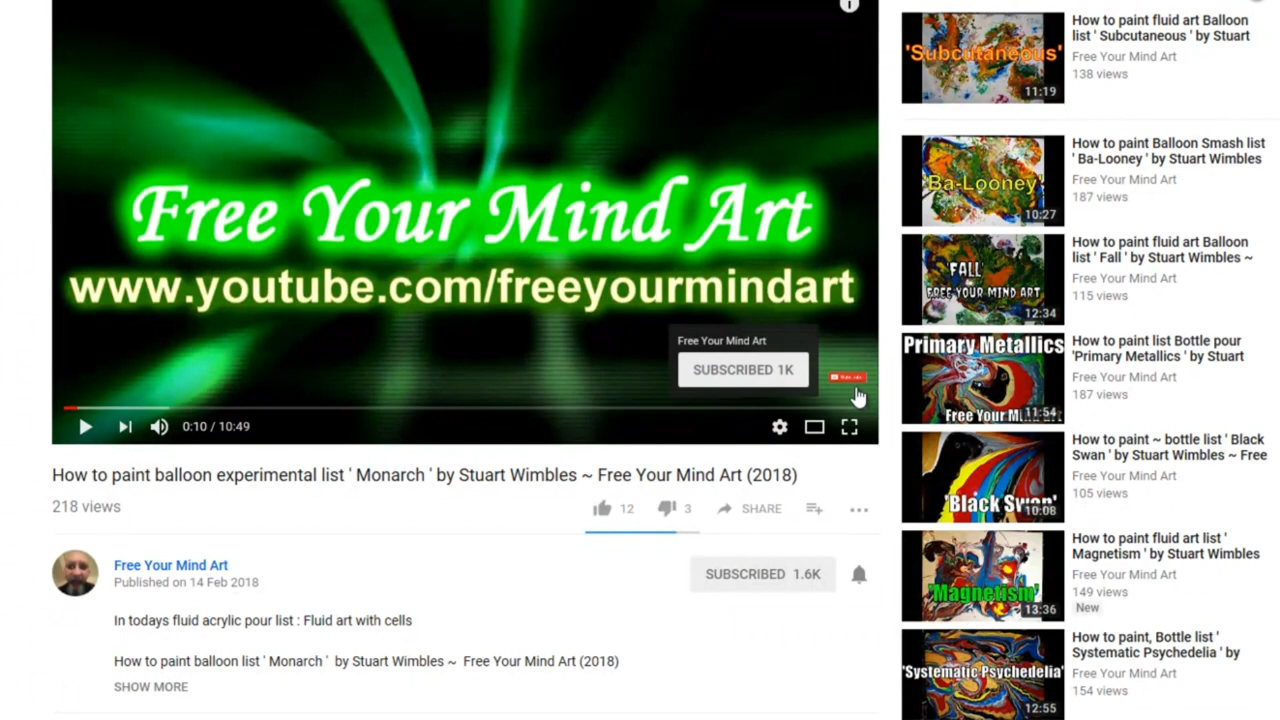 Free Your Mind Art
www.youtube.com/freeyourmindart
Free Your Mind Art
SUBSCRIBED 1K
0:10 / 10:49
How to paint balloon experimental list ' Monarch ' by Stuart Wimbles ~ Free Your Mind Art (2018)
218 views
12
3
SHARE
Free Your Mind Art
Published on 14 Feb 2018
SUBSCRIBED 1.6K
In todays fluid acrylic pour list : Fluid art with cells
How to paint balloon list ' Monarch ' by Stuart Wimbles ~ Free Your Mind Art (2018)
SHOW MORE
'Subcutaneous'
11:19
How to paint fluid art Balloon
list ' Subcutaneous ' by Stuart
Free Your Mind Art
138 views
'Ba-Looney'
10:27
How to paint Balloon Smash list
' Ba-Looney ' by Stuart Wimbles
Free Your Mind Art
187 views
'FALL'
FREE YOUR MIND ART
12:34
How to paint fluid art Balloon
list ' Fall ' by Stuart Wimbles ~
Free Your Mind Art
115 views
Primary Metallics
Free Your Mind Art
11:54
How to paint list Bottle pour
'Primary Metallics ' by Stuart
Free Your Mind Art
187 views
'Black Swan'
10:08
How to paint ~ bottle list ' Black
Swan ' by Stuart Wimbles ~ Free
Free Your Mind Art
105 views
'Magnetism'
13:36
How to paint fluid art list '
Magnetism ' by Stuart Wimbles
Free Your Mind Art
149 views
New
'Systematic Psychedelia'
12:55
How to paint, Bottle list '
Systematic Psychedelia ' by
Free Your Mind Art
154 views